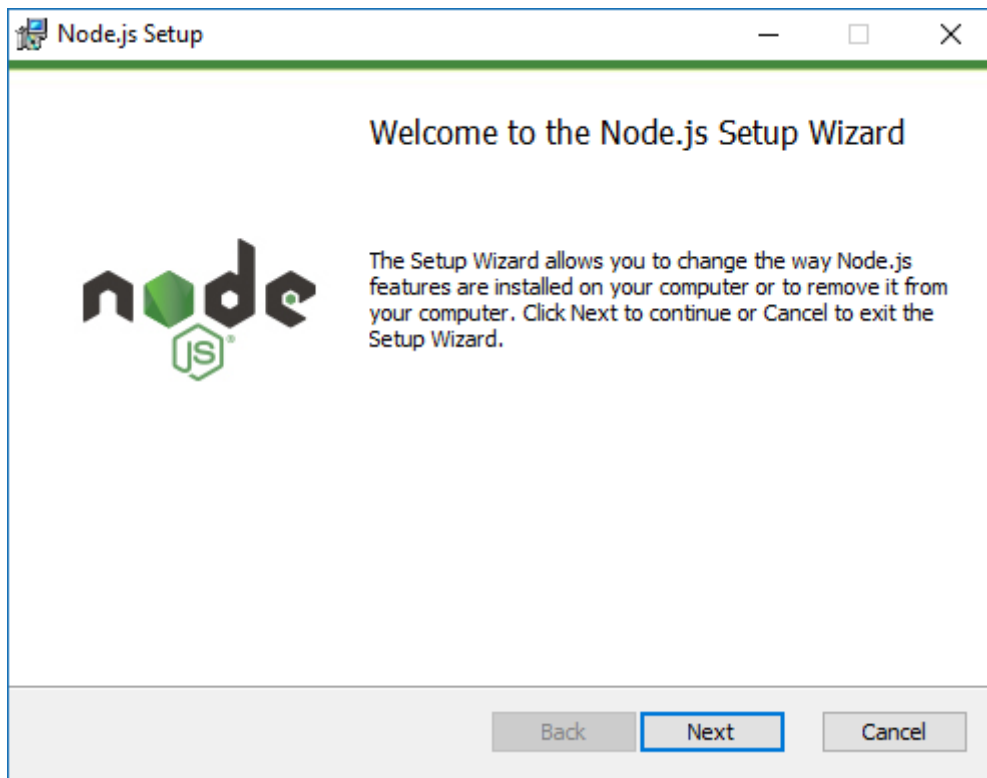 Node.js Setup
Welcome to the Node.js Setup Wizard
The Setup Wizard allows you to change the way Node.js
features are installed on your computer or to remove it from
your computer. Click Next to continue or Cancel to exit the
Setup Wizard.
node
JS®
Back
Next
Cancel